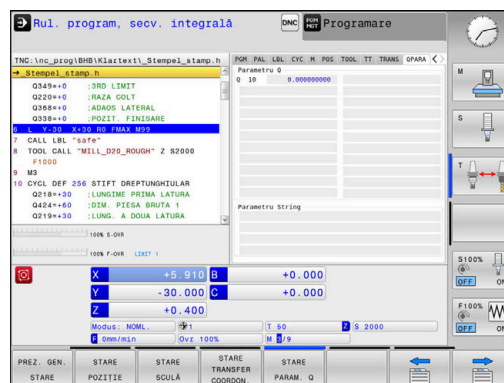 Rul. program, secv. integrală
DNC
PGM MGT
Programare
TNC:\nc_prog\BHB\Klartext\_Stempel_stamp.h
→_Stempel_stamp.h
Q349=+0 ;3RD LIMIT
Q220=+0 ;RAZA COLT
Q368=+0 ;ADAOS LATERAL
Q338=+0 ;POZIT. FINISARE
6 L Y-30 X+30 R0 FMAX M99
7 CALL LBL "safe"
8 TOOL CALL "MILL_D20_ROUGH" Z S2000
F1000
9 M3
10 CYCL DEF 256 STIFT DREPTUNGHIULAR
Q218=+30 ;LUNGIME PRIMA LATURA
Q424=+60 ;DIM. PIESA BRUTA 1
Q219=+30 ;LUNG. A DOUA LATURA
PGM PAL LBL CYC M POS TOOL TT TRANS QPARA
Parametru Q
Q 10 0.000000000
Parametru String
100% S-OVR
100% F-OVR LIMIT 1
X +5.910 B +0.000
Y -30.000 C +0.000
Z +0.400
Modus: NOML. 1 T 50 Z S 2000
F 0mm/min Ovr 100% M 3/9
M
S
T
S100%
OFF ON
F100%
OFF ON
PREZ. GEN. STARE
STARE POZIŢIE
STARE SCULĂ
STARE TRANSFER COORDON.
STARE PARAM. Q